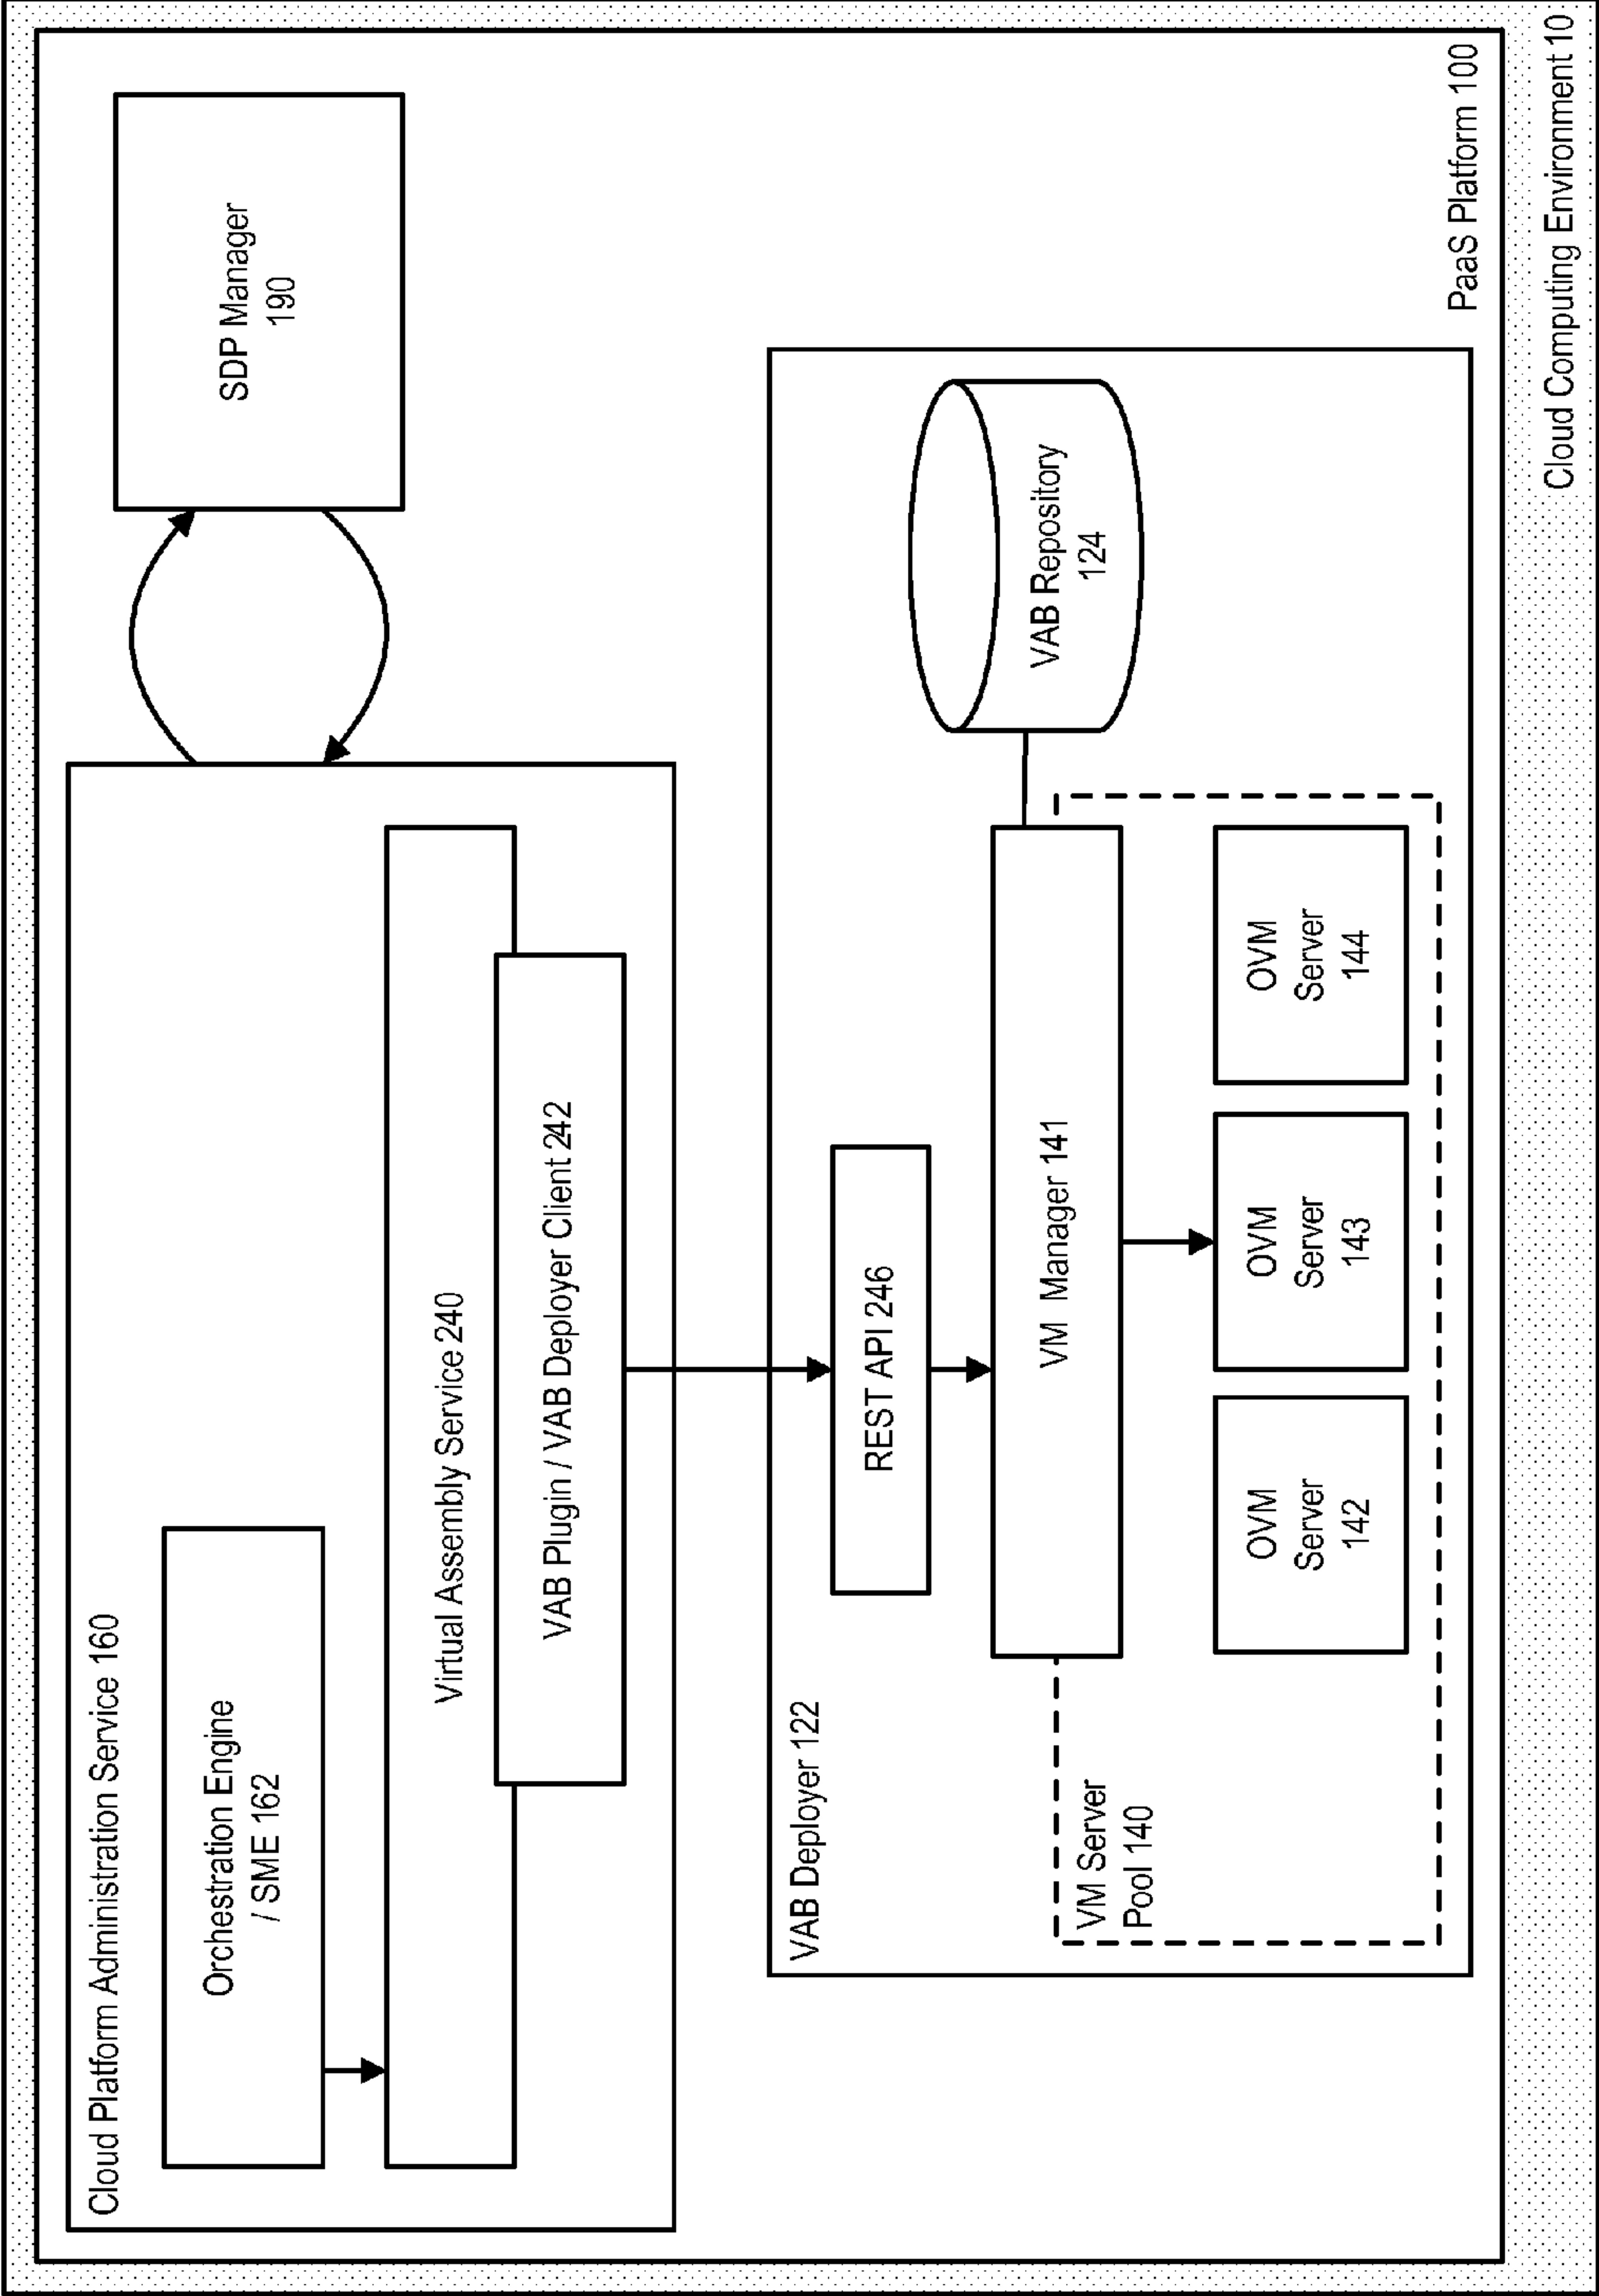 Cloud Platform Administration Service 160
Orchestration Engine
/ SME 162
SDP Manager
190
Virtual Assembly Service 240
VAB Plugin / VAB Deployer Client 242
VAB Deployer 122
REST API 246
VAB Repository
124
VM Manager 141
VM Server
Pool 140
OVM
Server
142
OVM
Server
143
OVM
Server
144
PaaS Platform 100
Cloud Computing Environment 10